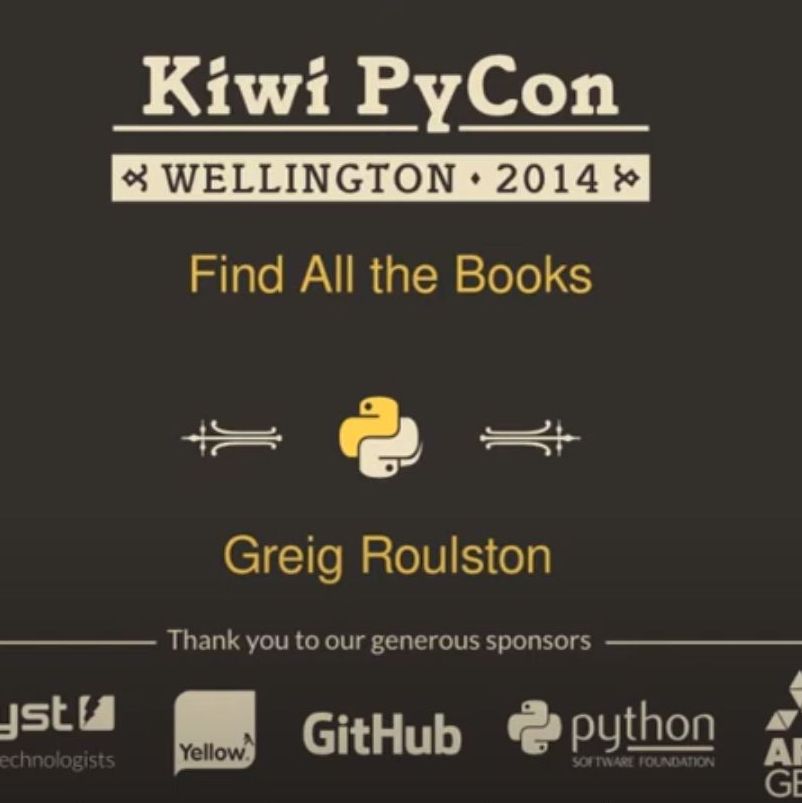 Kiwi PyCon
WELLINGTON • 2014
Find All the Books
Greig Roulston
Thank you to our generous sponsors
Yellow.
GitHub
python
SOFTWARE FOUNDATION